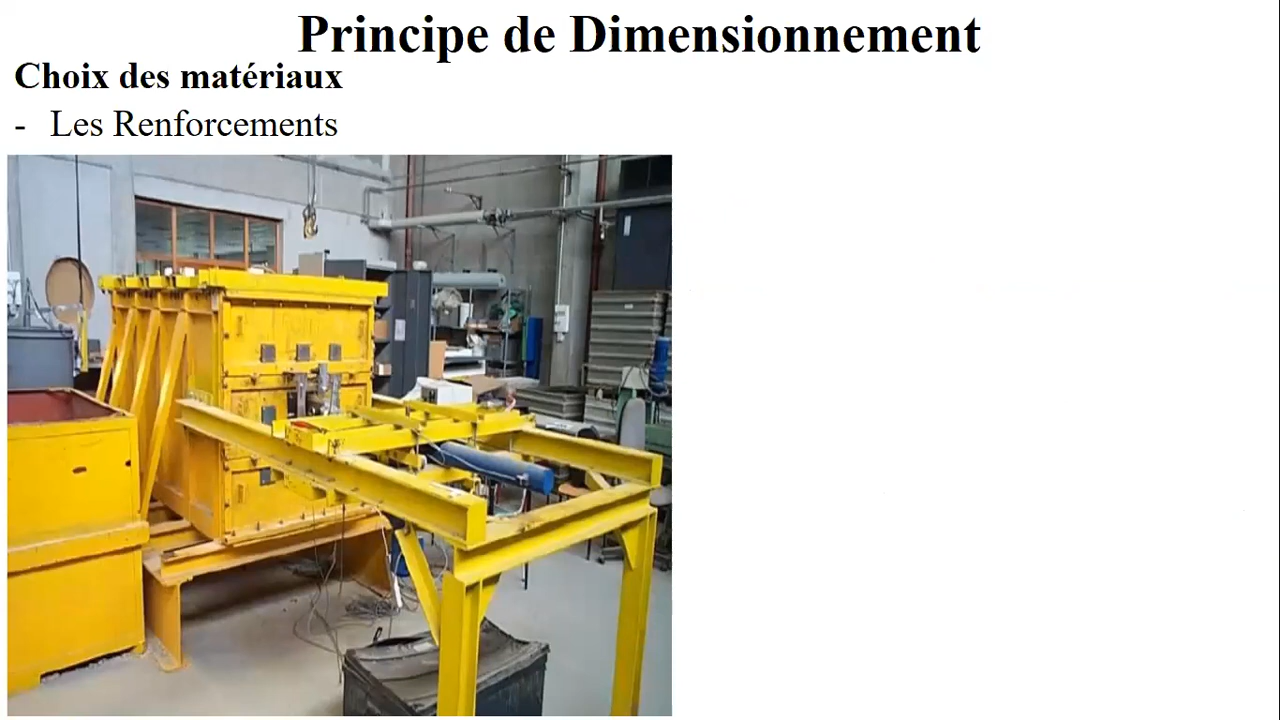 Principe de Dimensionnement
Choix des matériaux
- Les Renforcements